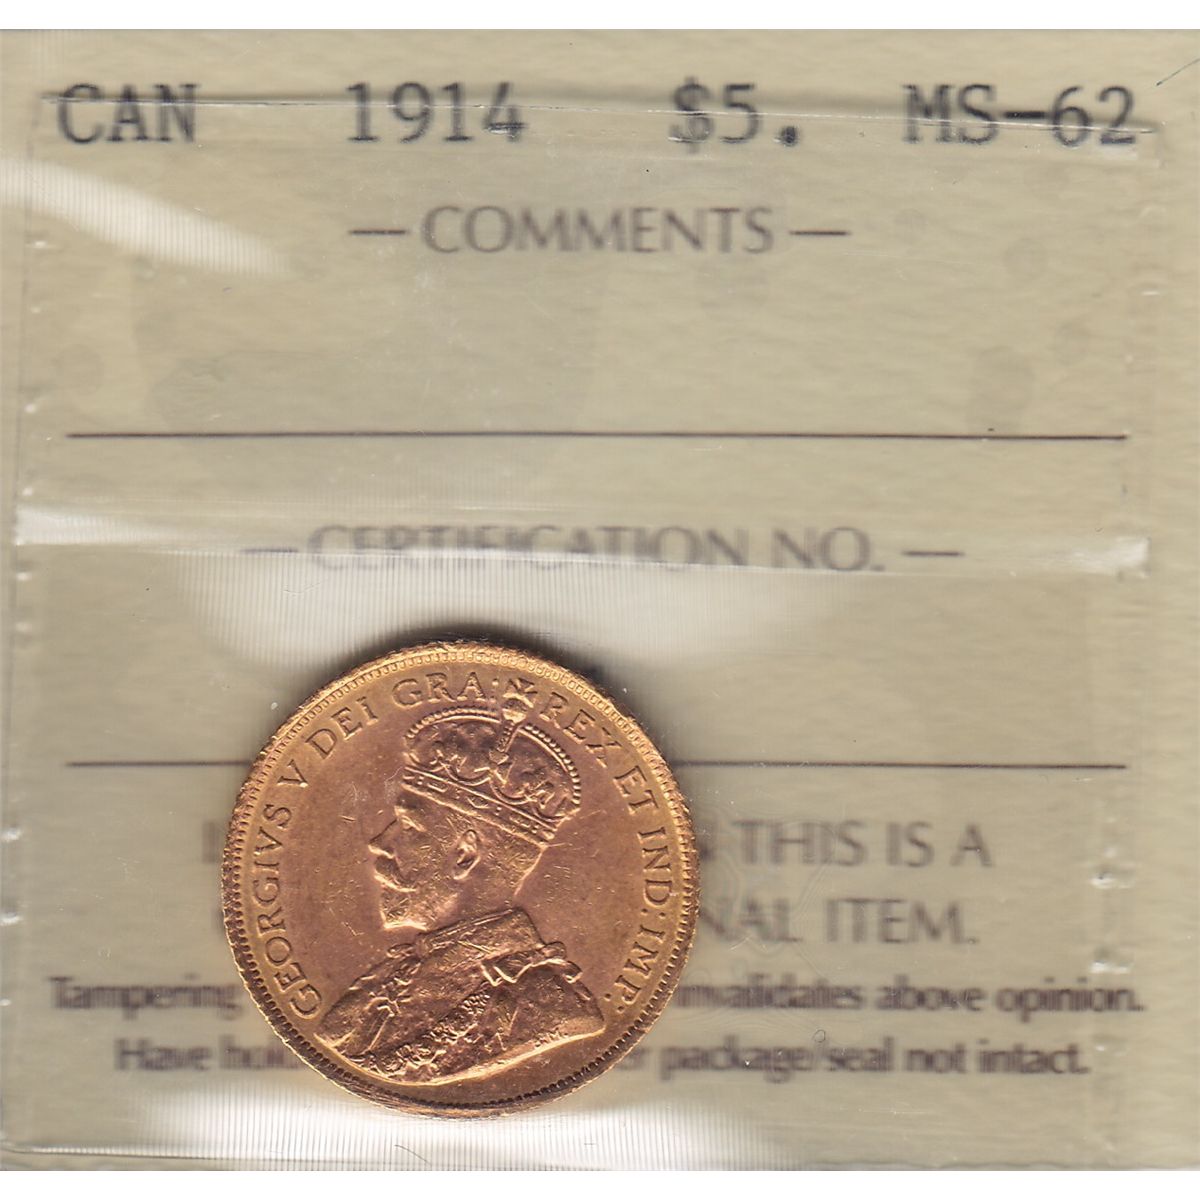 CAN 1914 $5. MS-62
— COMMENTS —
— CERTIFICATION NO. —
GEORGIVS V DEI GRA: REX ET IND: IMP:
THIS IS A
ITEM.
Tampering invalidates above opinion.
Have package/seal not intact.